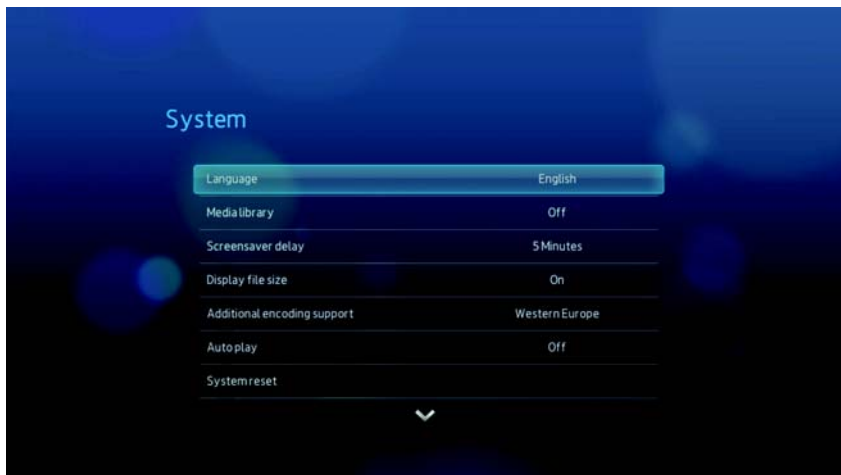 System
Language English
Media library Off
Screensaver delay 5 Minutes
Display file size On
Additional encoding support Western Europe
Auto play Off
System reset